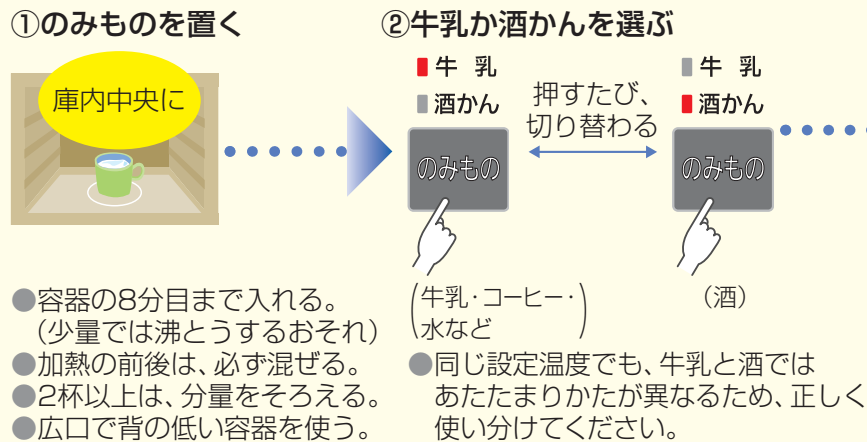 ①のみものを置く
庫内中央に
●容器の8分目まで入れる。
(少量では沸とうするおそれ)
●加熱の前後は、必ず混ぜる。
●2杯以上は、分量をそろえる。
●広口で背の低い容器を使う。
②牛乳か酒かんを選ぶ
牛 乳
酒かん
のみもの
(牛乳・コーヒー・
水など)
押すたび、
切り替わる
牛 乳
酒かん
のみもの
(酒)
●同じ設定温度でも、牛乳と酒では
あたたまりかたが異なるため、正しく
使い分けてください。